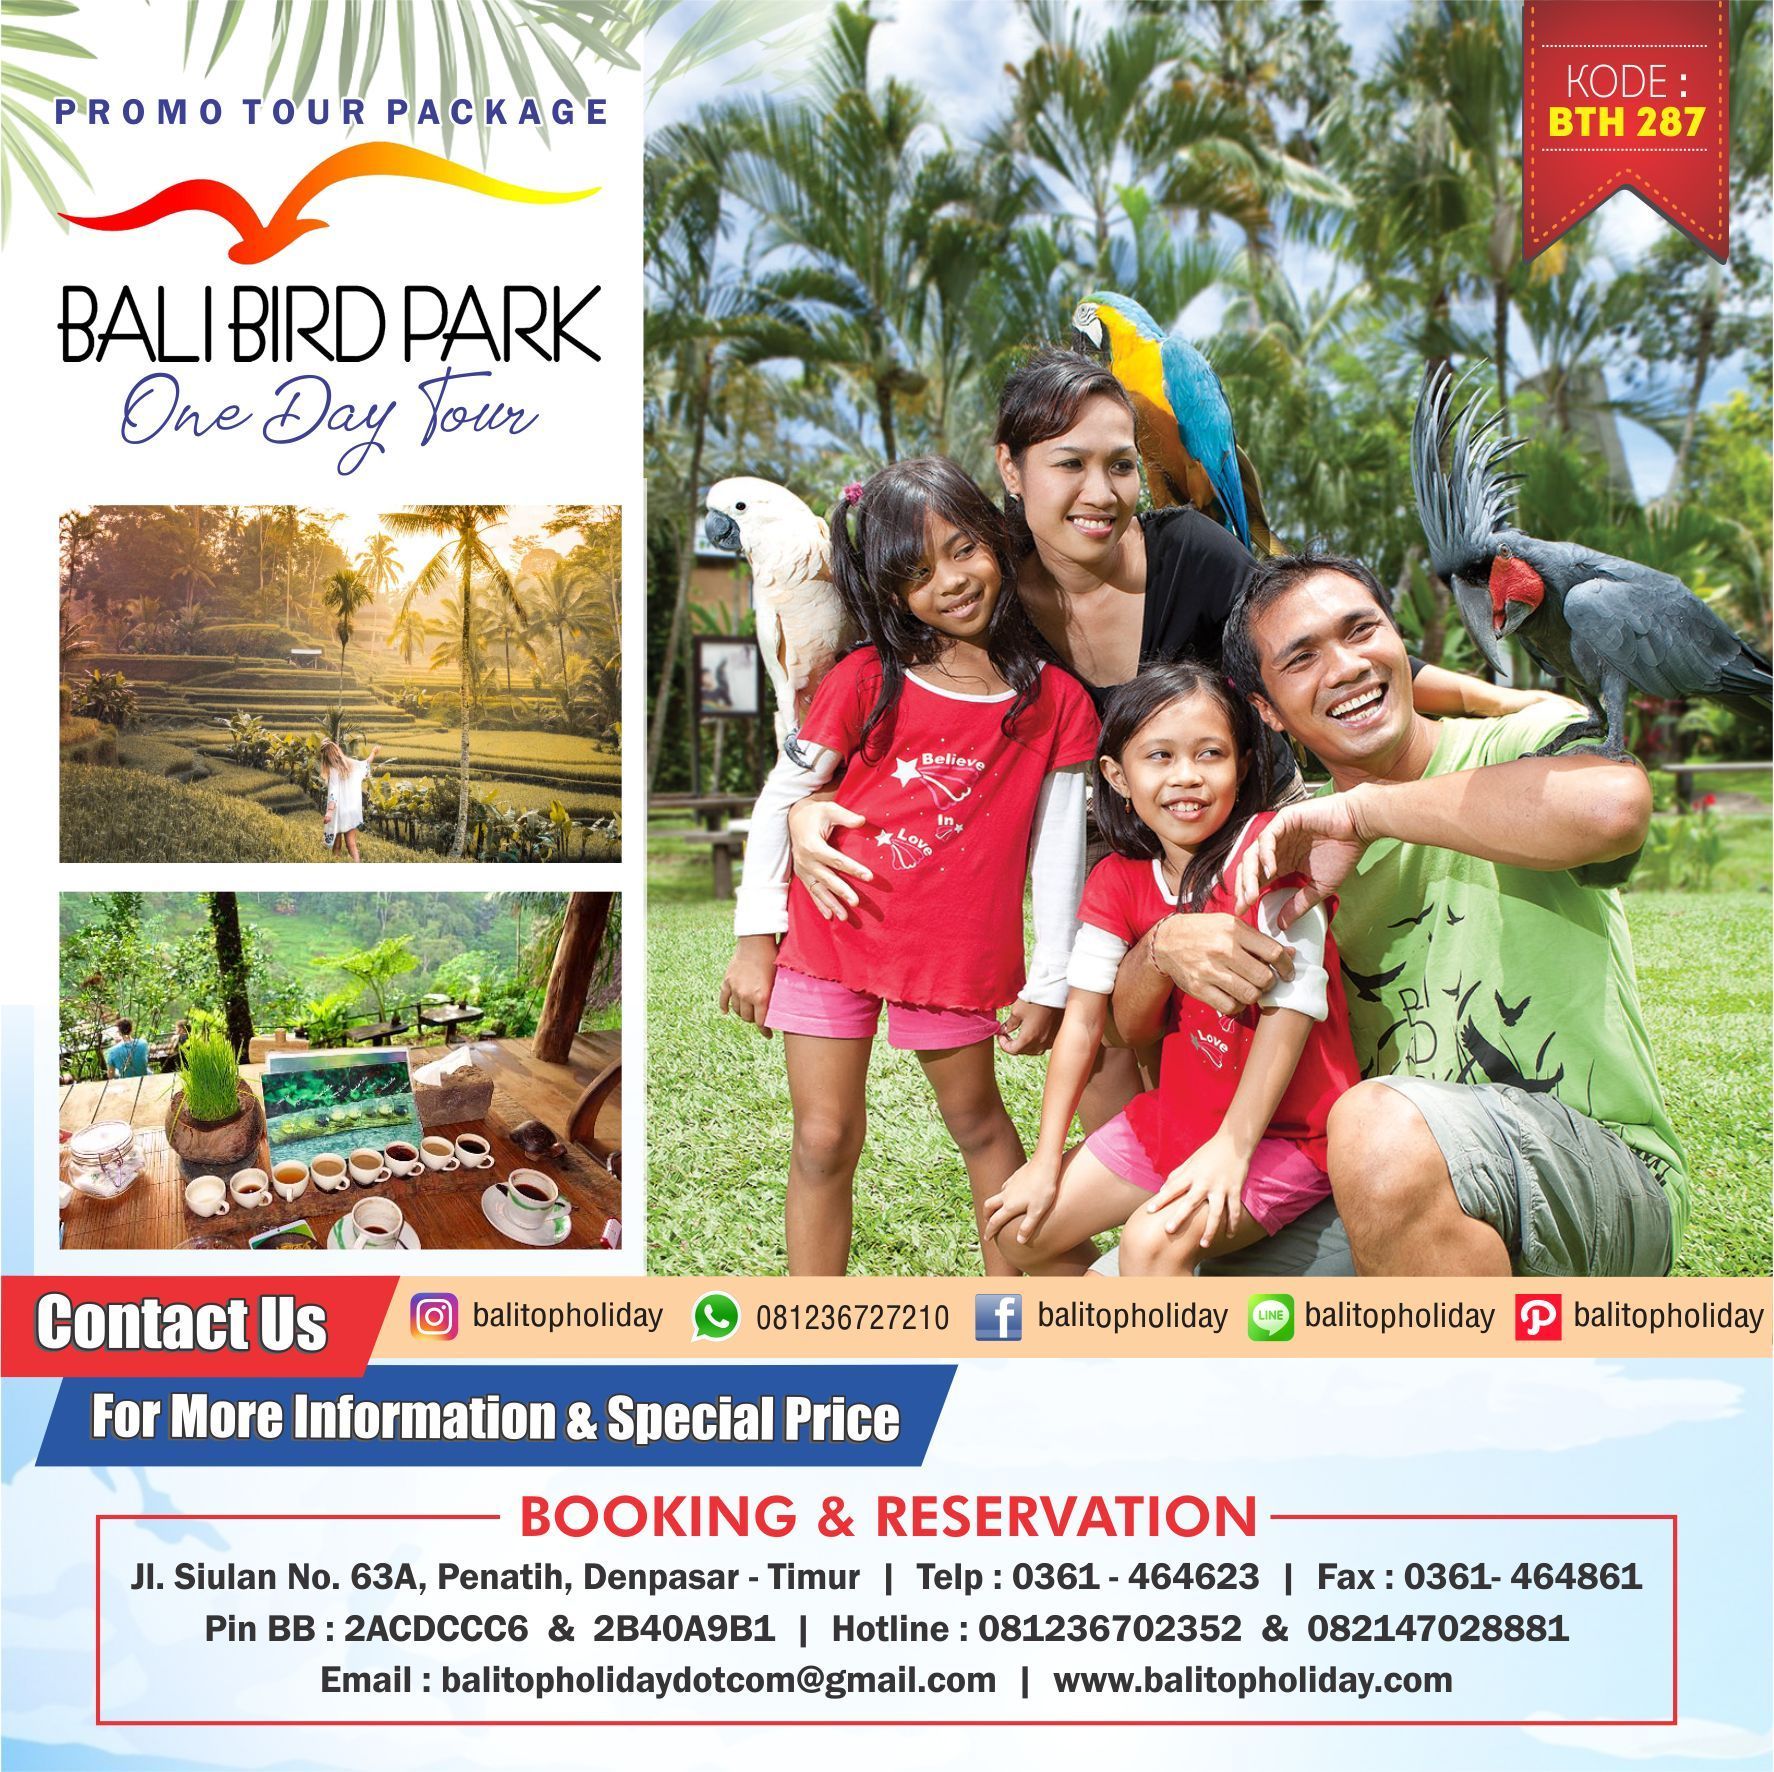 PROMO TOUR PACKAGE
BALI BIRD PARK
One Day Tour
KODE :
BTH 287
Believe
In
Love
Love
Contact Us
balitopholiday
081236727210
balitopholiday
LINE
balitopholiday
balitopholiday
For More Information & Special Price
BOOKING & RESERVATION
Jl. Siulan No. 63A, Penatih, Denpasar - Timur | Telp : 0361 - 464623 | Fax : 0361- 464861
Pin BB : 2ACDCCC6 & 2B40A9B1 | Hotline : 081236702352 & 082147028881
Email : balitopholidaydotcom@gmail.com | www.balitopholiday.com